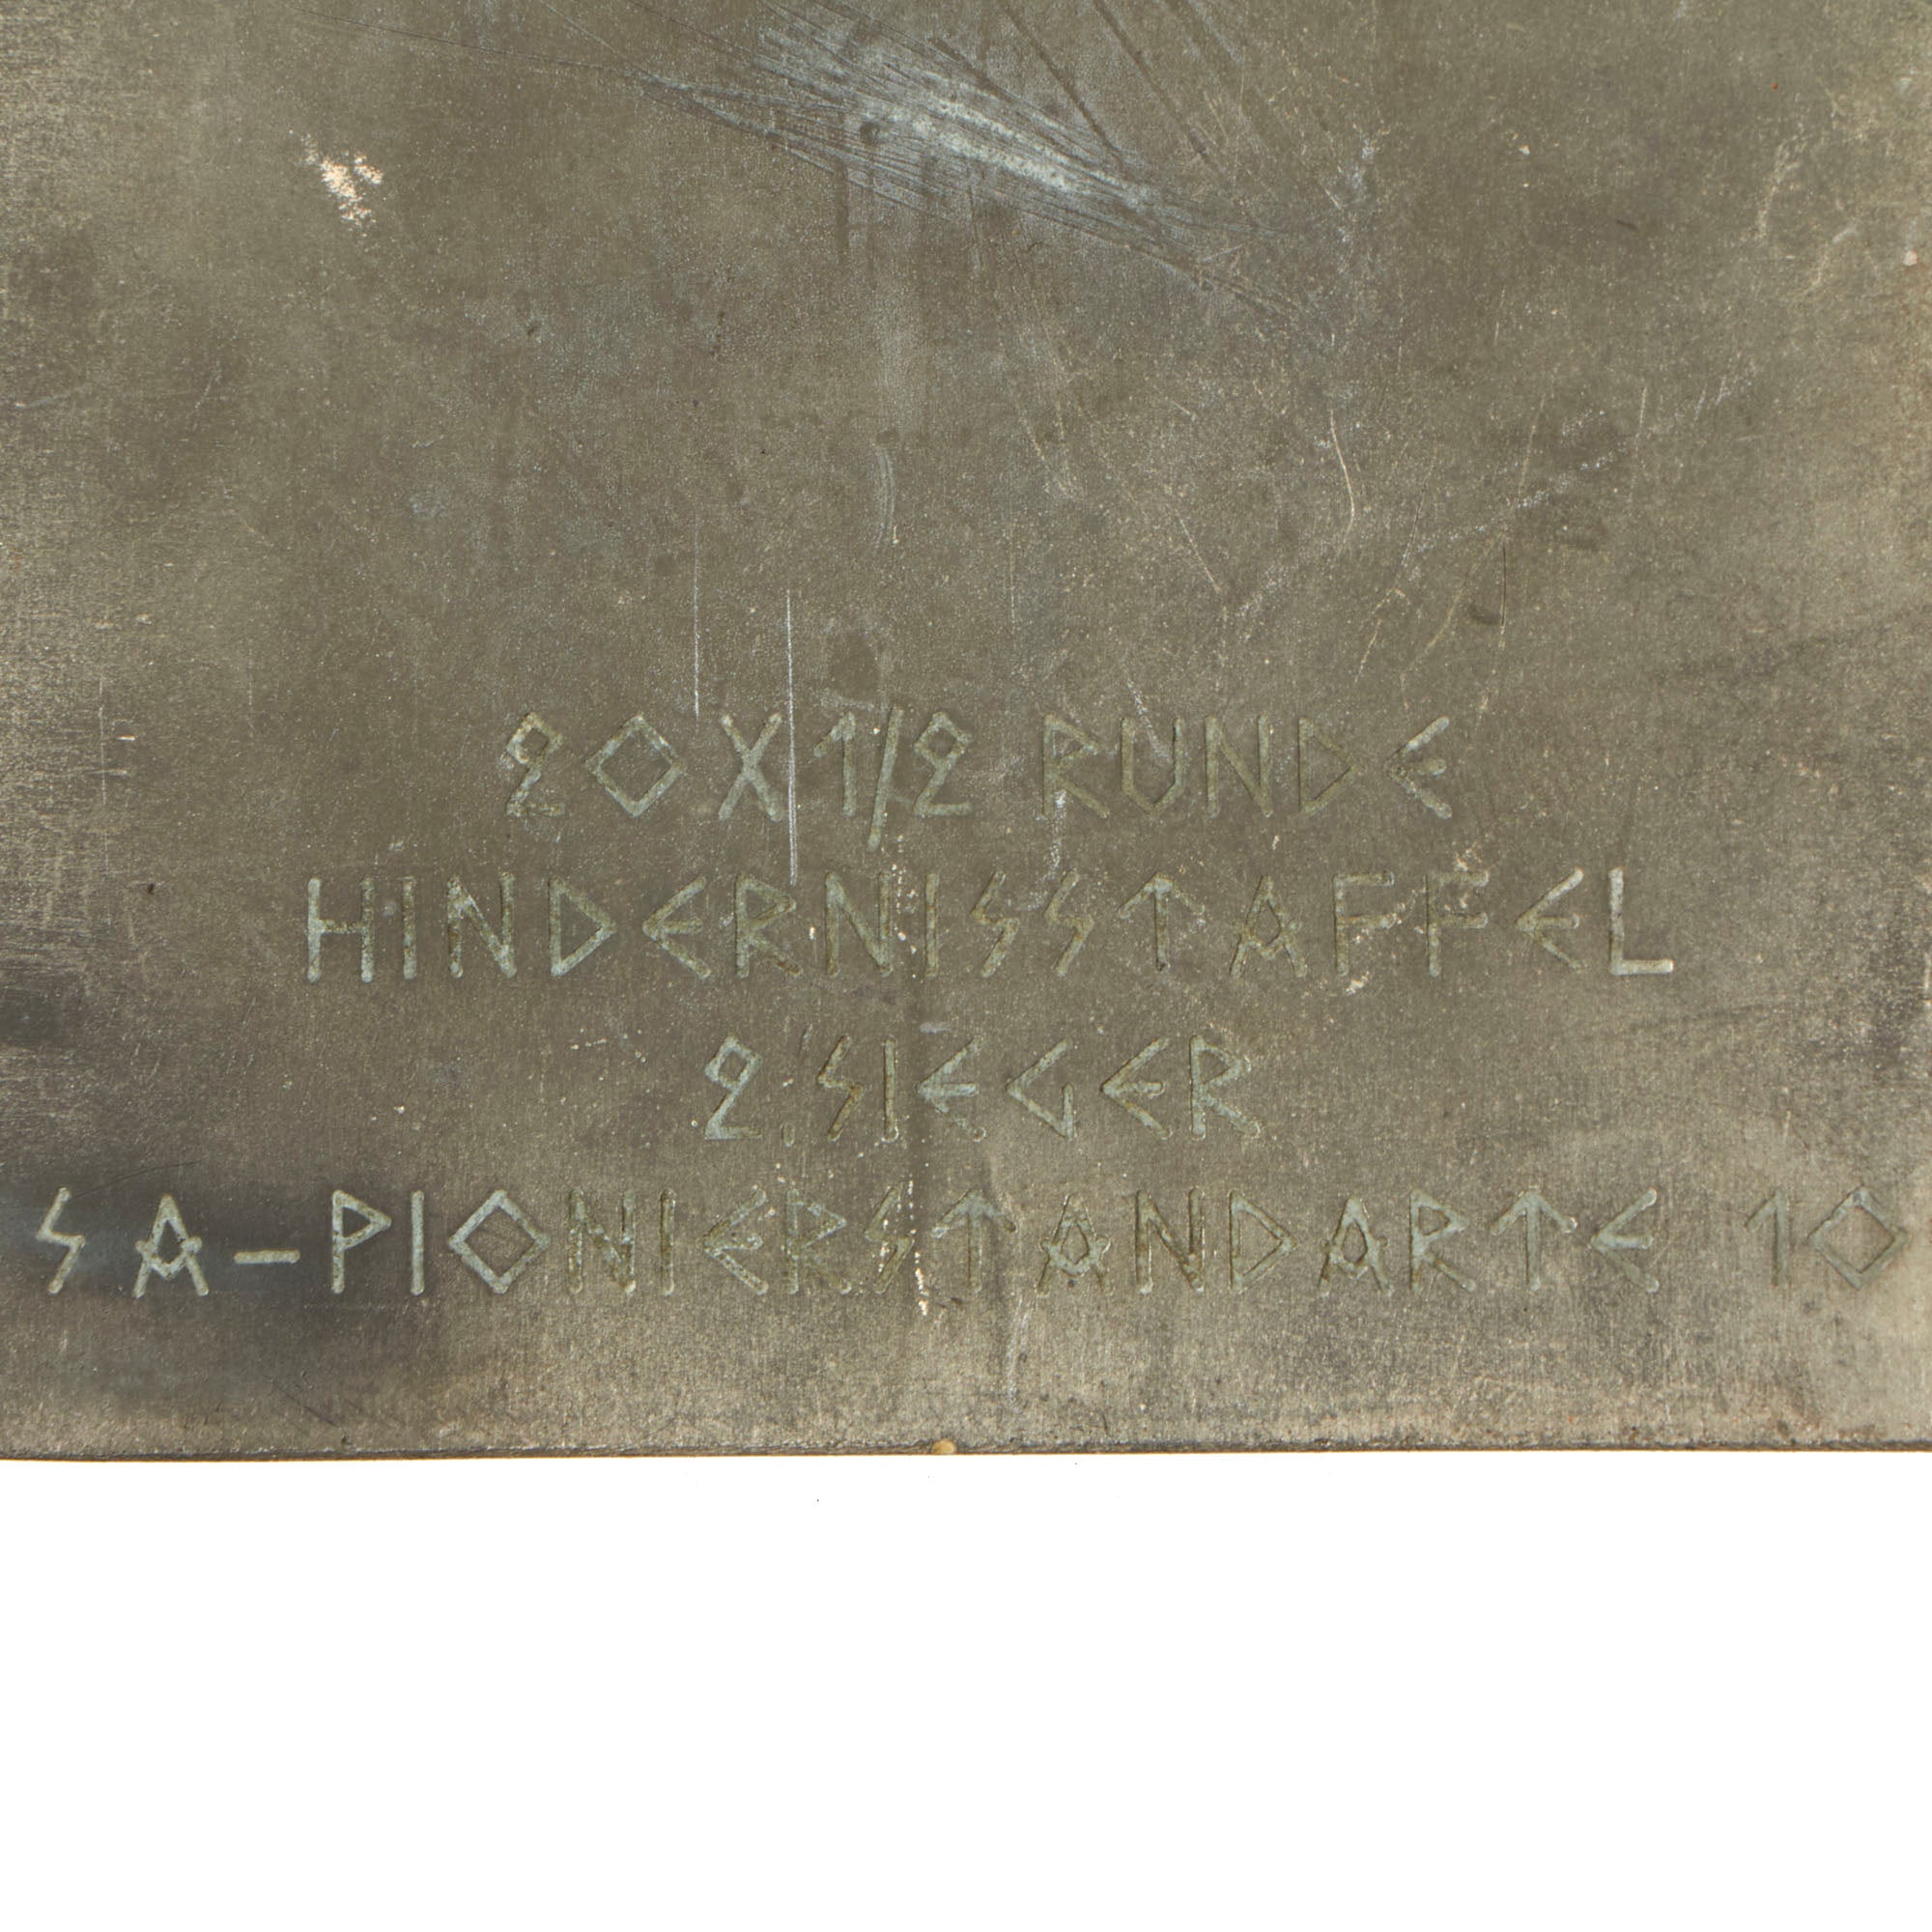 20 X 1/2 RUNDE
HINDERNISSTAFFEL
2. SIEGER
SA-PIONIERSTANDARTE 10